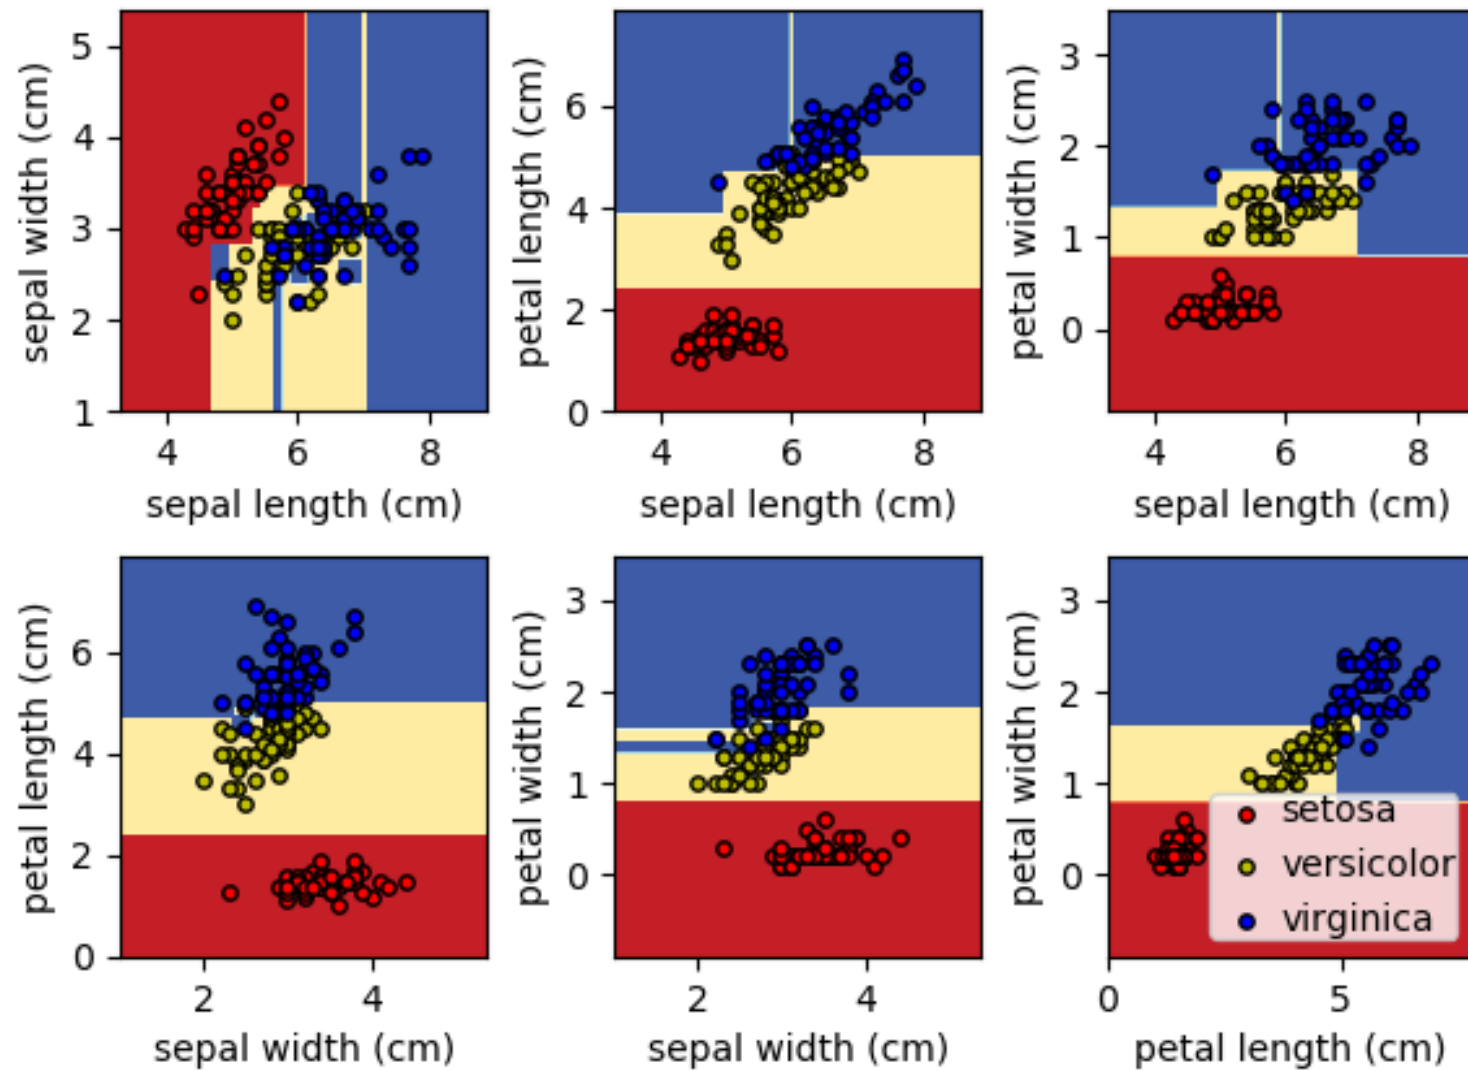 5
4
3
2
1
sepal width (cm)
4 6 8
sepal length (cm)
6
4
2
0
petal length (cm)
4 6 8
sepal length (cm)
3
2
1
0
petal width (cm)
4 6 8
sepal length (cm)
6
4
2
0
petal length (cm)
2 4
sepal width (cm)
3
2
1
0
petal width (cm)
2 4
sepal width (cm)
3
2
1
0
petal width (cm)
0 5
petal length (cm)
setosa
versicolor
virginica